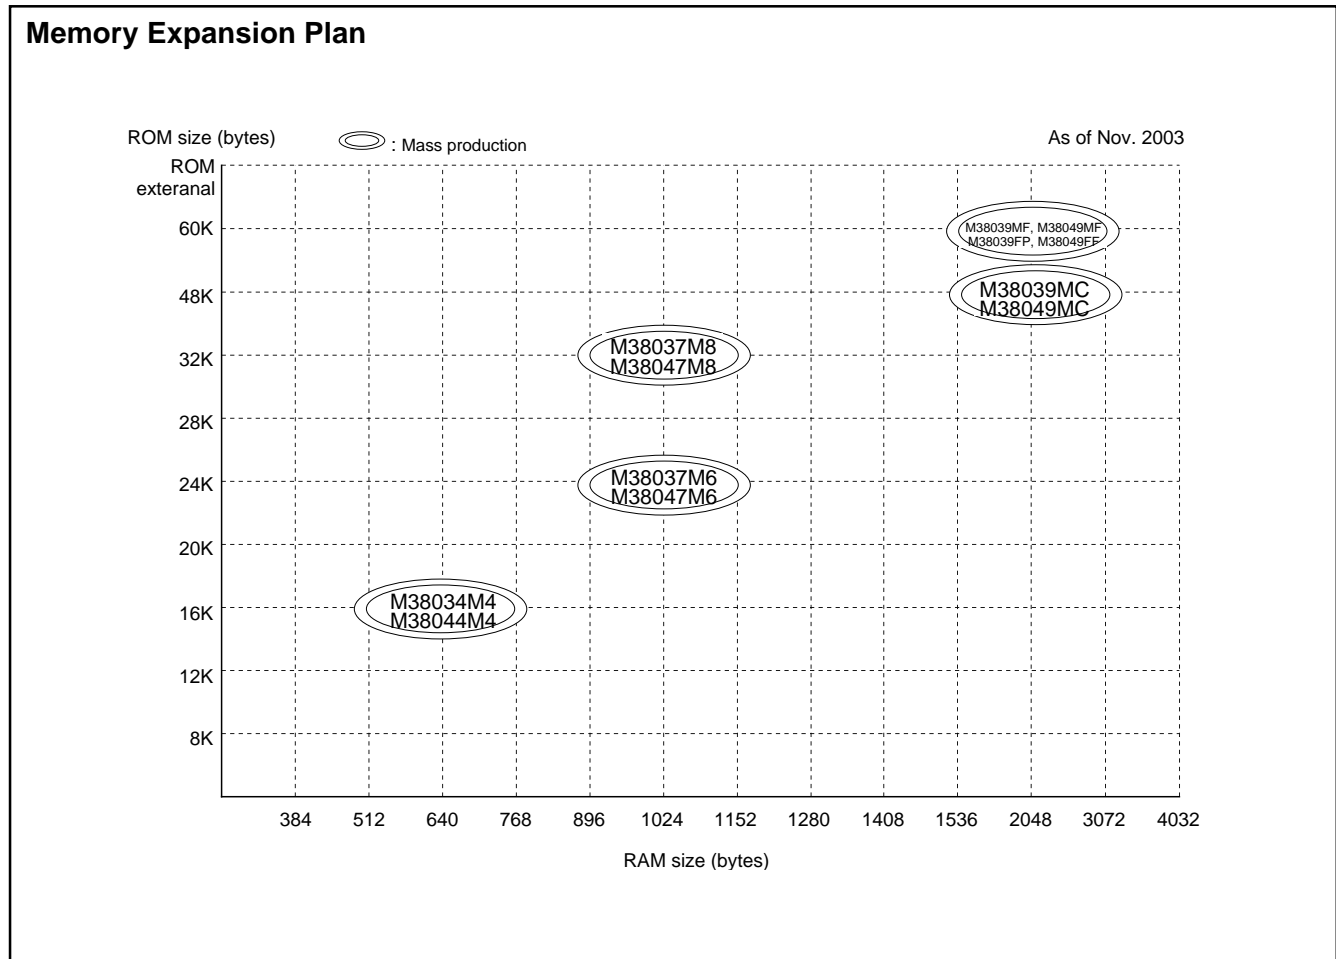 Memory Expansion Plan
ROM size (bytes)
: Mass production
As of Nov. 2003
ROM
exteranal
60K
48K
32K
28K
24K
20K
16K
12K
8K
M38039MF, M38049MF
M38039FP, M38049FF
M38039MC
M38049MC
M38037M8
M38047M8
M38037M6
M38047M6
M38034M4
M38044M4
384 512 640 768 896 1024 1152 1280 1408 1536 2048 3072 4032
RAM size (bytes)